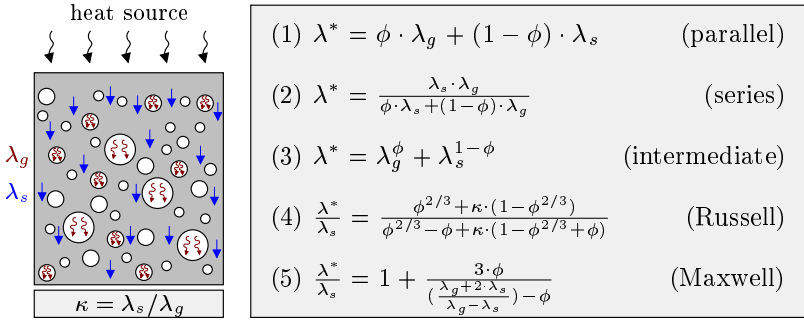 heat source
λg
λs
κ = λs/λg
(1) λ* = ϕ · λg + (1 − ϕ) · λs (parallel)
(2) λ* = λs·λg / ϕ·λs+(1−ϕ)·λg (series)
(3) λ* = λg^ϕ + λs^1−ϕ (intermediate)
(4) λ*/λs = ϕ^2/3+κ·(1−ϕ^2/3) / ϕ^2/3−ϕ+κ·(1−ϕ^2/3+ϕ) (Russell)
(5) λ*/λs = 1 + 3·ϕ / (λg+2·λs / λg−λs)−ϕ (Maxwell)